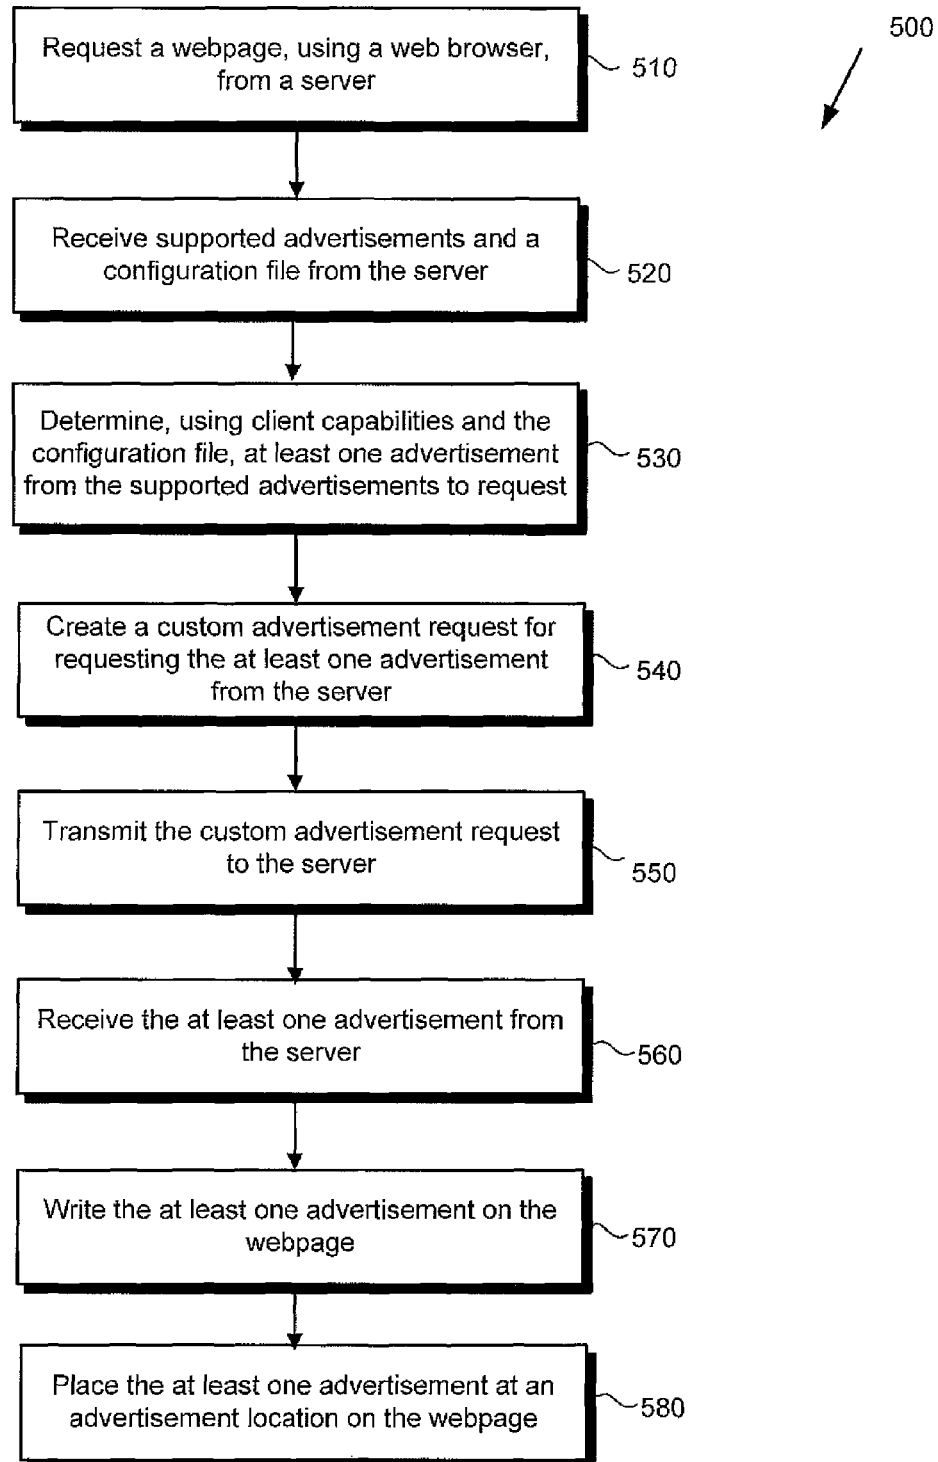 500
Request a webpage, using a web browser,
from a server
510
Receive supported advertisements and a
configuration file from the server
520
Determine, using client capabilities and the
configuration file, at least one advertisement
from the supported advertisements to request
530
Create a custom advertisement request for
requesting the at least one advertisement
from the server
540
Transmit the custom advertisement request
to the server
550
Receive the at least one advertisement from
the server
560
Write the at least one advertisement on the
webpage
570
Place the at least one advertisement at an
advertisement location on the webpage
580